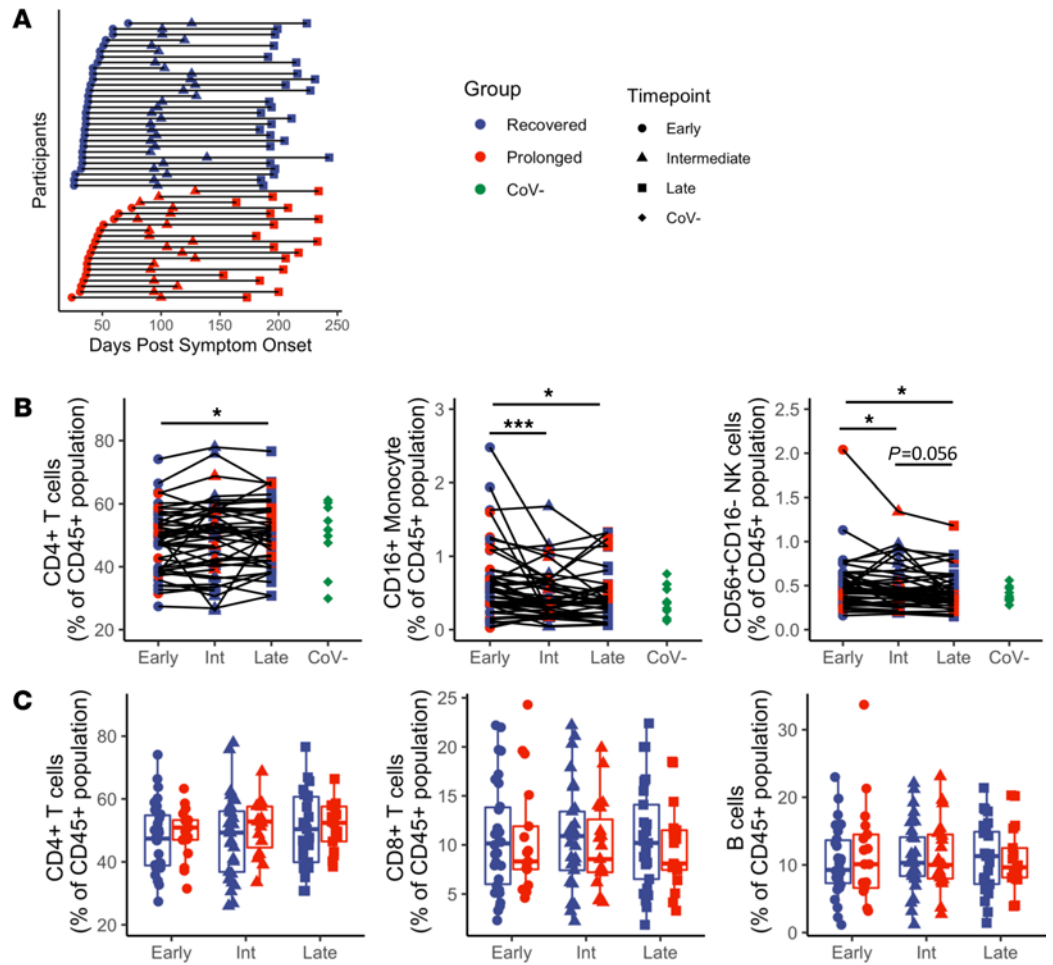 A
Participants
50 100 150 200 250
Days Post Symptom Onset
Group
Recovered
Prolonged
CoV-
Timepoint
Early
Intermediate
Late
CoV-
B
CD4+ T cells
(% of CD45+ population)
80
60
40
20
*
Early Int Late CoV-
CD16+ Monocyte
(% of CD45+ population)
3
2
1
0
*
***
Early Int Late CoV-
CD56+CD16- NK cells
(% of CD45+ population)
2.5
2.0
1.5
1.0
0.5
0.0
*
*
P=0.056
Early Int Late CoV-
C
CD4+ T cells
(% of CD45+ population)
80
60
40
20
Early Int Late
CD8+ T cells
(% of CD45+ population)
25
20
15
10
5
Early Int Late
B cells
(% of CD45+ population)
30
20
10
0
Early Int Late